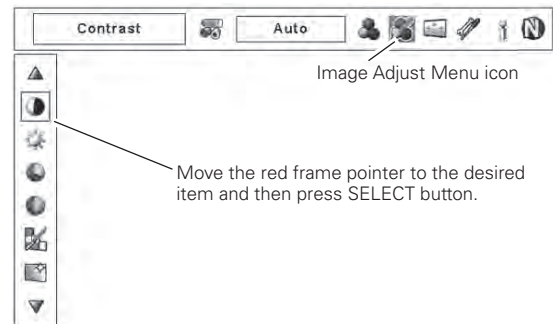 Contrast
Auto
Image Adjust Menu icon
Move the red frame pointer to the desired
item and then press SELECT button.
N